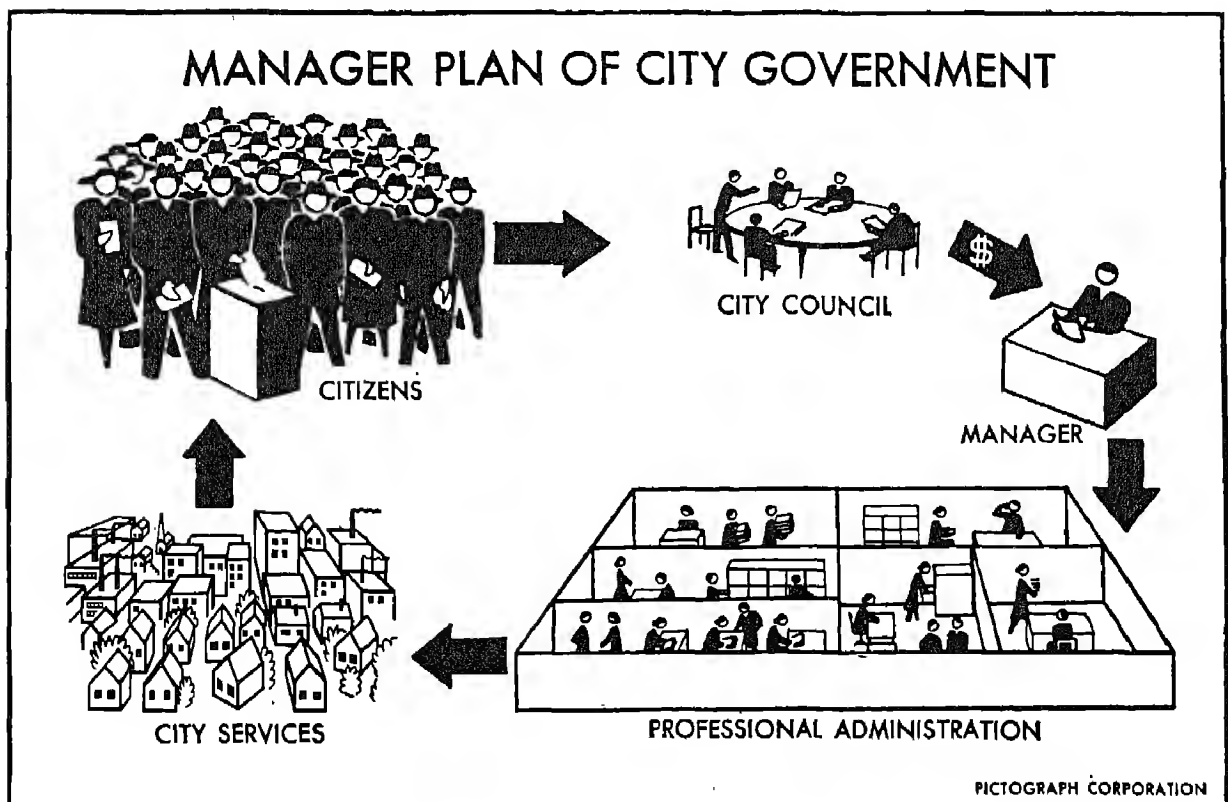 MANAGER PLAN OF CITY GOVERNMENT
CITIZENS
CITY COUNCIL
$
MANAGER
PROFESSIONAL ADMINISTRATION
CITY SERVICES
PICTOGRAPH CORPORATION